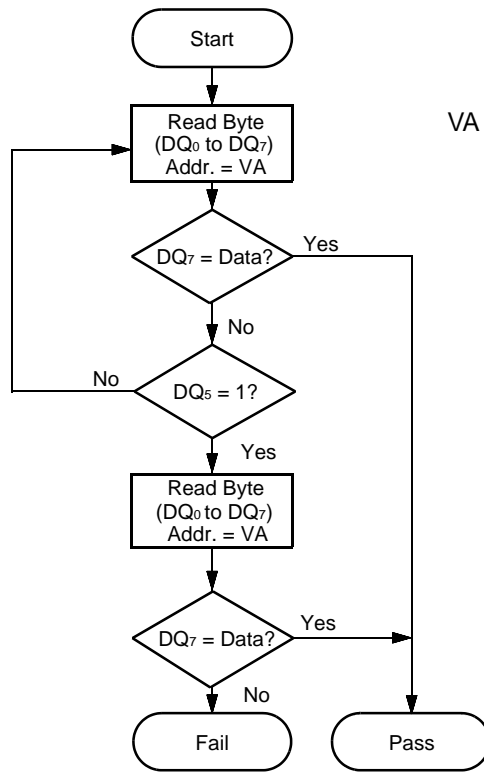 Start
Read Byte
(DQ0 to DQ7)
Addr. = VA
VA
DQ7 = Data?
Yes
No
DQ5 = 1?
No
Yes
Read Byte
(DQ0 to DQ7)
Addr. = VA
DQ7 = Data?
Yes
No
Fail
Pass